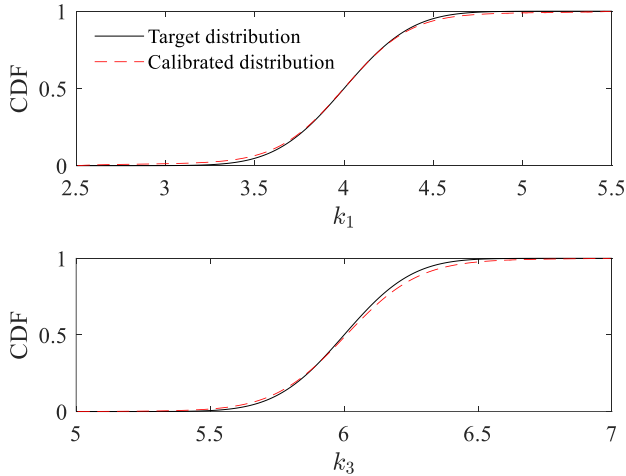 1
Target distribution
Calibrated distribution
CDF
0.5
0
2.5 3 3.5 4 4.5 5 5.5
k₁
1
CDF
0.5
0
5 5.5 6 6.5 7
k₃